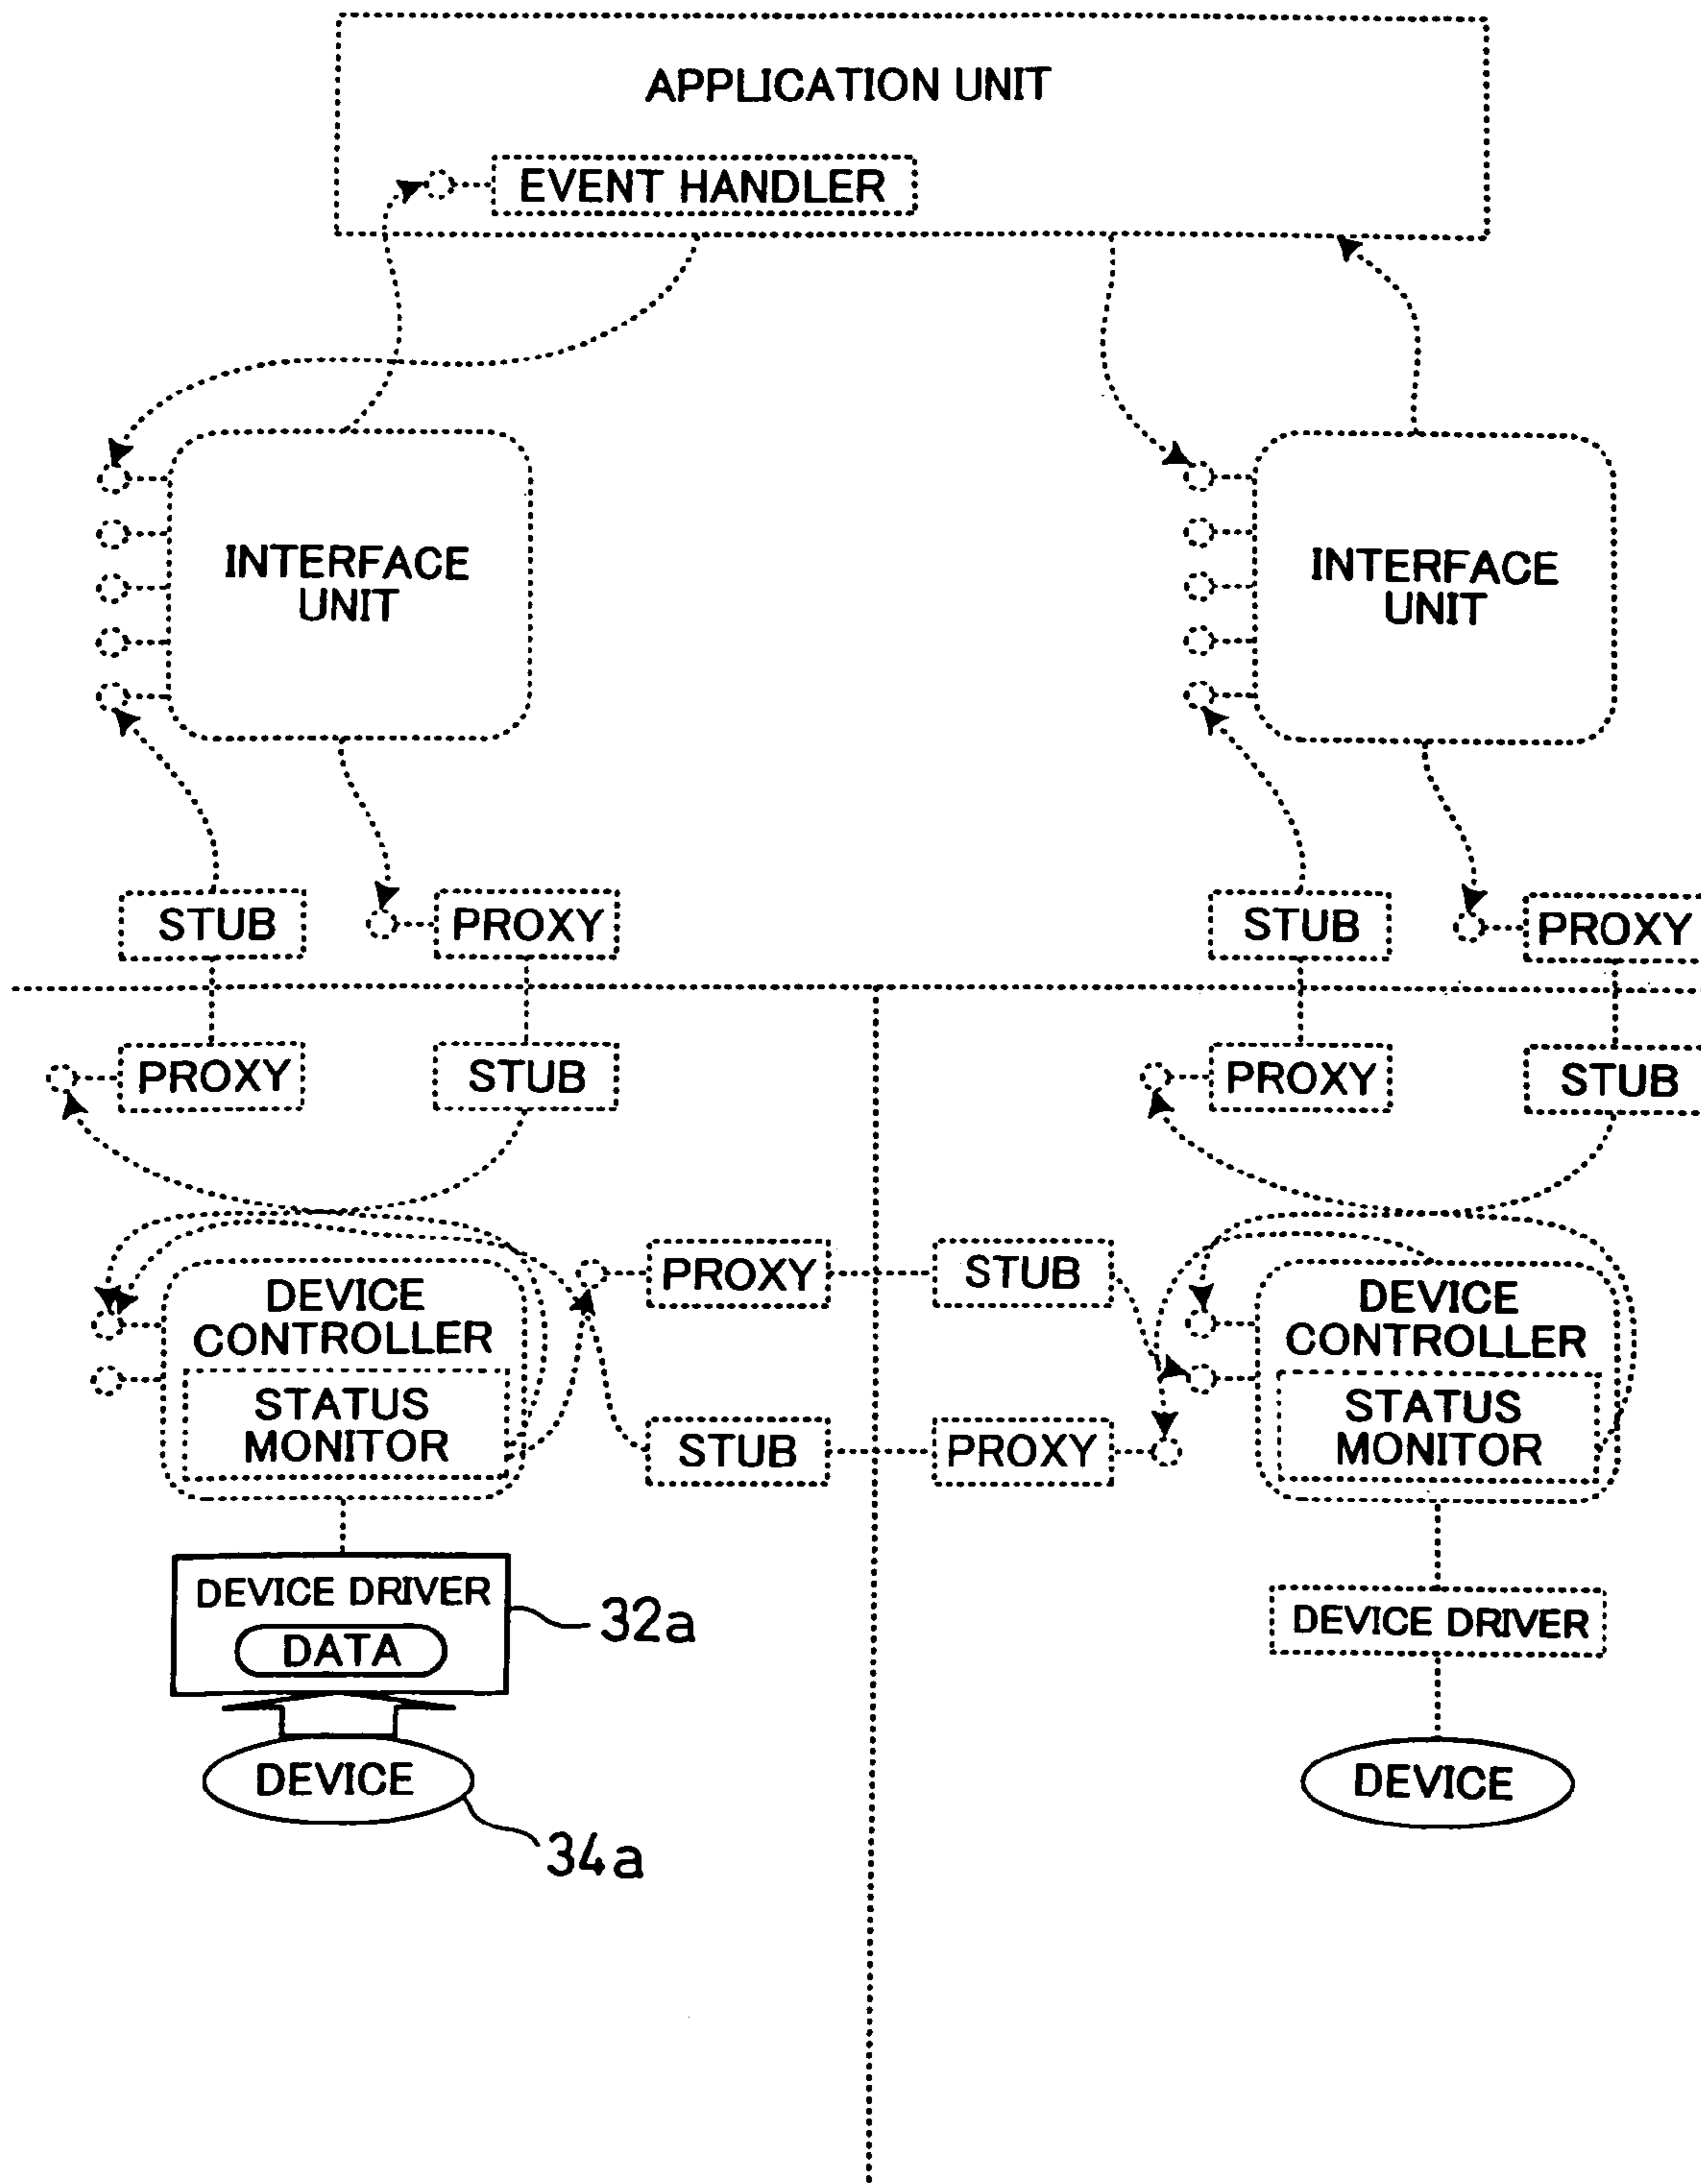 APPLICATION UNIT
EVENT HANDLER
INTERFACE
UNIT
INTERFACE
UNIT
STUB
PROXY
STUB
PROXY
PROXY
STUB
PROXY
STUB
DEVICE
CONTROLLER
STATUS
MONITOR
PROXY
STUB
STUB
PROXY
DEVICE
CONTROLLER
STATUS
MONITOR
DEVICE DRIVER
DATA
32a
DEVICE
34a
DEVICE DRIVER
DEVICE